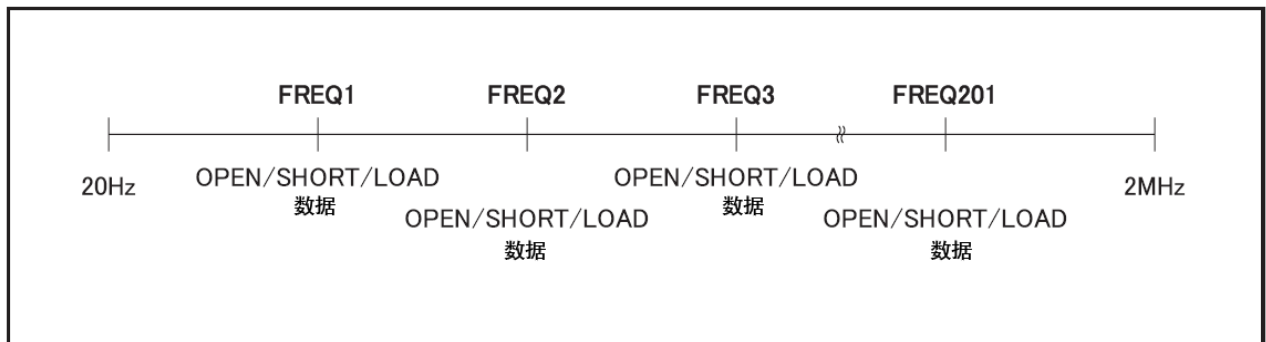 FREQ1 FREQ2 FREQ3 FREQ201
20Hz OPEN/SHORT/LOAD OPEN/SHORT/LOAD 2MHz
数据 数据
OPEN/SHORT/LOAD OPEN/SHORT/LOAD
数据 数据